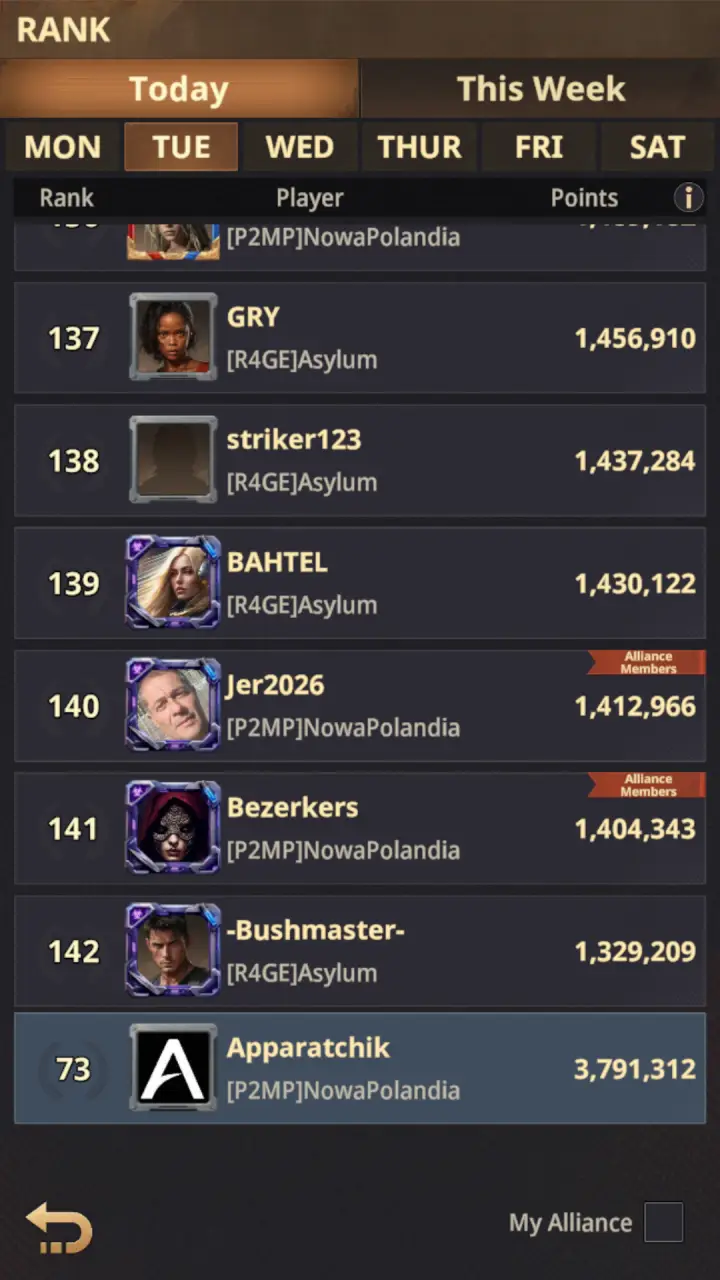 RANK
Today
This Week
MON
TUE
WED
THUR
FRI
SAT
Rank
Player
Points
i
[P2MP]NowaPolandia
137
GRY
[R4GE]Asylum
1,456,910
138
striker123
[R4GE]Asylum
1,437,284
139
BAHTEL
[R4GE]Asylum
1,430,122
Alliance
Members
140
Jer2026
[P2MP]NowaPolandia
1,412,966
Alliance
Members
141
Bezerkers
[P2MP]NowaPolandia
1,404,343
142
-Bushmaster-
[R4GE]Asylum
1,329,209
73
Apparatchik
[P2MP]NowaPolandia
3,791,312
My Alliance